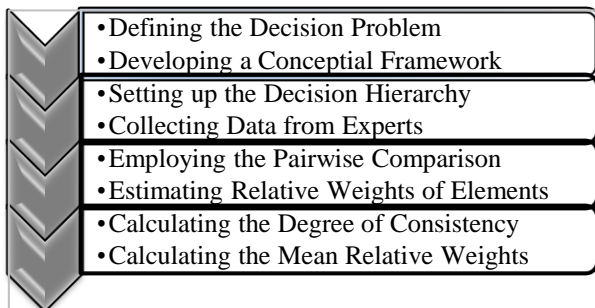 •Defining the Decision Problem
•Developing a Conceptial Framework
•Setting up the Decision Hierarchy
•Collecting Data from Experts
•Employing the Pairwise Comparison
•Estimating Relative Weights of Elements
•Calculating the Degree of Consistency
•Calculating the Mean Relative Weights